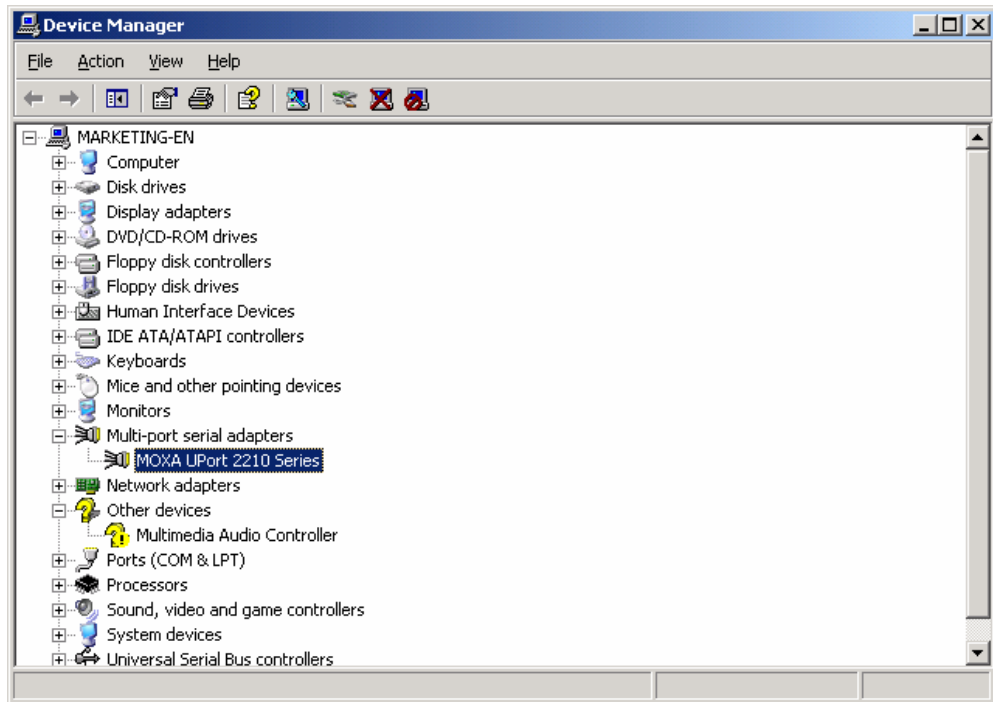 Device Manager
File Action View Help
MARKETING-EN
Computer
Disk drives
Display adapters
DVD/CD-ROM drives
Floppy disk controllers
Floppy disk drives
Human Interface Devices
IDE ATA/ATAPI controllers
Keyboards
Mice and other pointing devices
Monitors
Multi-port serial adapters
MOXA UPort 2210 Series
Network adapters
Other devices
Multimedia Audio Controller
Ports (COM & LPT)
Processors
Sound, video and game controllers
System devices
Universal Serial Bus controllers